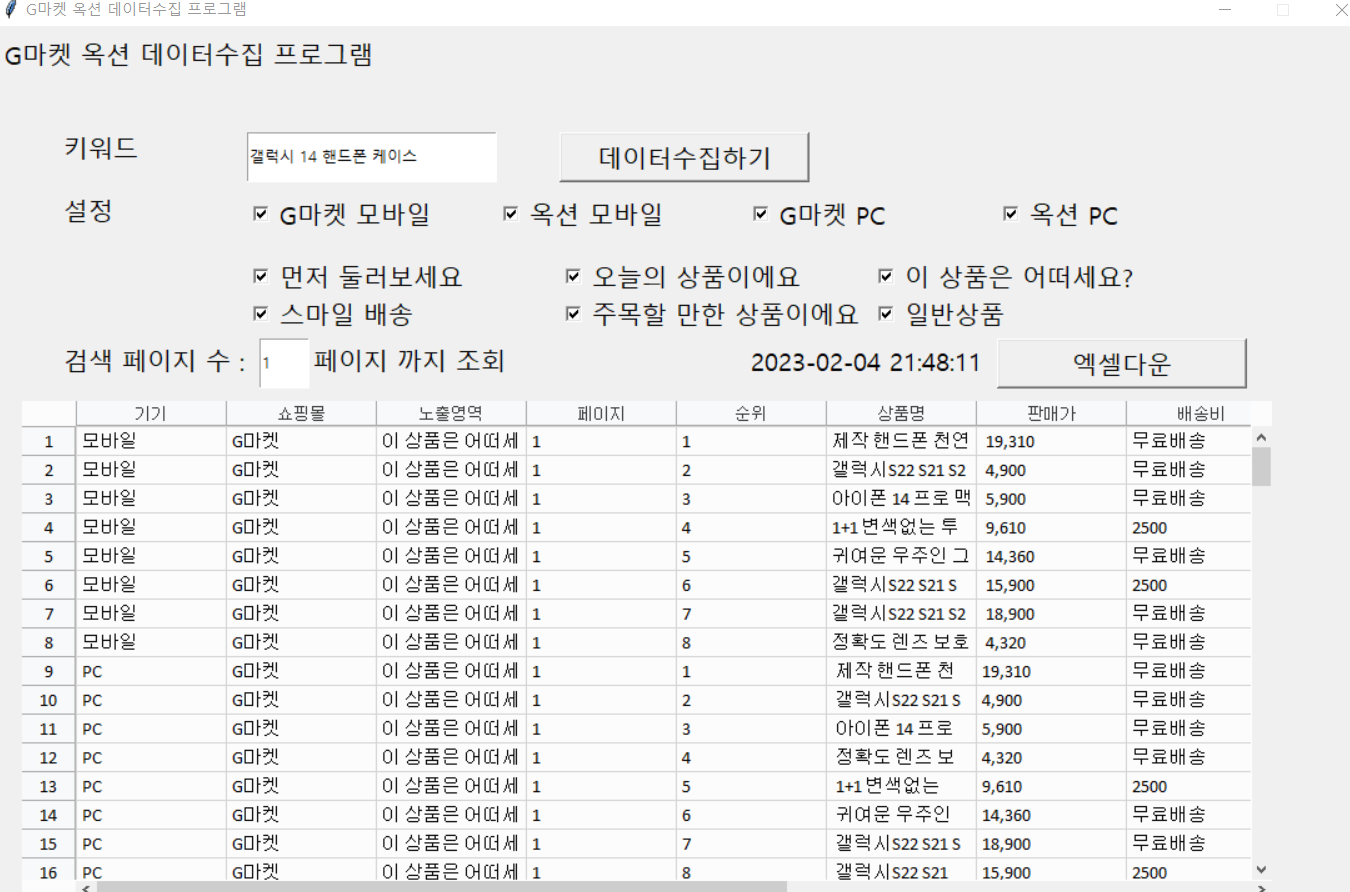 G마켓 옥션 데이터수집 프로그램
G마켓 옥션 데이터수집 프로그램
키워드 갤럭시 14 핸드폰 케이스 데이터수집하기
설정 G마켓 모바일 옥션 모바일 G마켓 PC 옥션 PC
먼저 둘러보세요 오늘의 상품이에요 이 상품은 어떠세요?
스마일 배송 주목할 만한 상품이에요 일반상품
검색 페이지 수 : 1 페이지 까지 조회 2023-02-04 21:48:11 엑셀다운
기기 쇼핑몰 노출영역 페이지 순위 상품명 판매가 배송비
1 모바일 G마켓 이 상품은 어떠세 1 1 제작 핸드폰 천연 19,310 무료배송
2 모바일 G마켓 이 상품은 어떠세 1 2 갤럭시S22 S21 S2 4,900 무료배송
3 모바일 G마켓 이 상품은 어떠세 1 3 아이폰 14 프로 맥 5,900 무료배송
4 모바일 G마켓 이 상품은 어떠세 1 4 1+1 변색없는 투 9,610 2500
5 모바일 G마켓 이 상품은 어떠세 1 5 귀여운 우주인 그 14,360 무료배송
6 모바일 G마켓 이 상품은 어떠세 1 6 갤럭시S22 S21 S 15,900 2500
7 모바일 G마켓 이 상품은 어떠세 1 7 갤럭시S22 S21 S2 18,900 무료배송
8 모바일 G마켓 이 상품은 어떠세 1 8 정확도 렌즈 보호 4,320 무료배송
9 PC G마켓 이 상품은 어떠세 1 1 제작 핸드폰 천 19,310 무료배송
10 PC G마켓 이 상품은 어떠세 1 2 갤럭시S22 S21 S 4,900 무료배송
11 PC G마켓 이 상품은 어떠세 1 3 아이폰 14 프로 5,900 무료배송
12 PC G마켓 이 상품은 어떠세 1 4 정확도 렌즈 보 4,320 무료배송
13 PC G마켓 이 상품은 어떠세 1 5 1+1 변색없는 9,610 2500
14 PC G마켓 이 상품은 어떠세 1 6 귀여운 우주인 14,360 무료배송
15 PC G마켓 이 상품은 어떠세 1 7 갤럭시S22 S21 S 18,900 무료배송
16 PC G마켓 이 상품은 어떠세 1 8 갤럭시S22 S21 15,900 2500